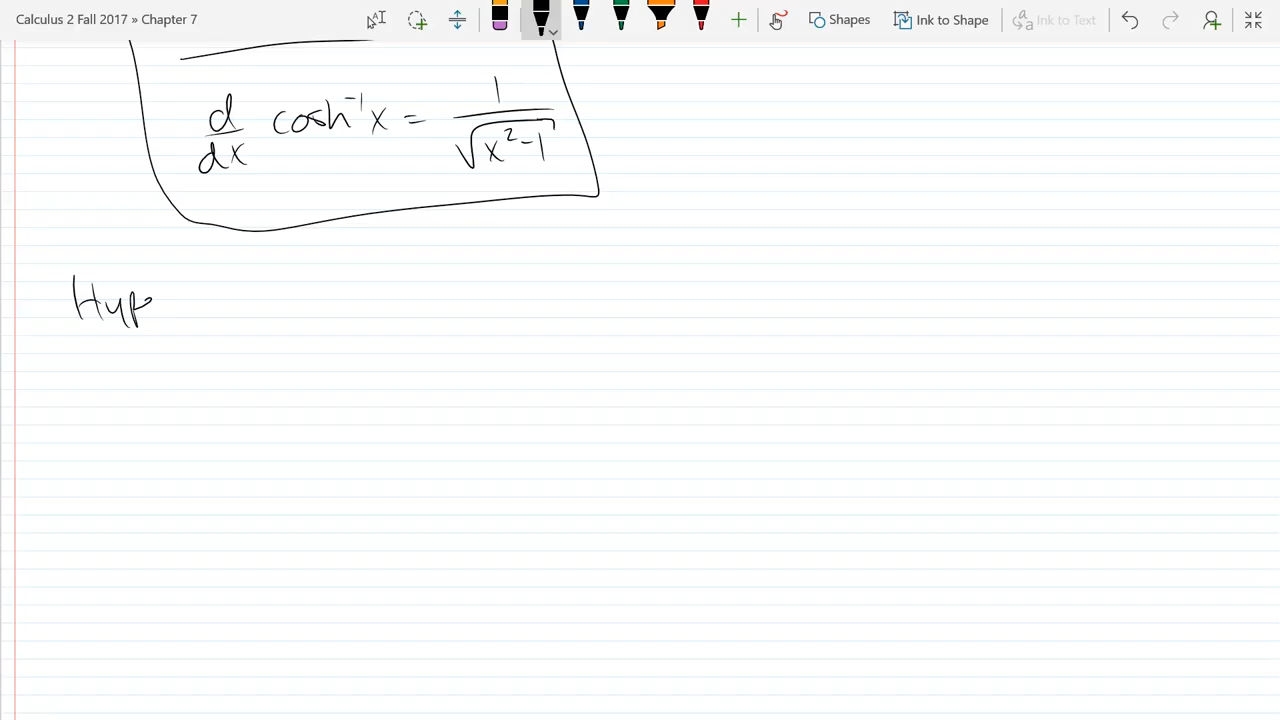 Calculus 2 Fall 2017 » Chapter 7
Shapes
Ink to Shape
Ink to Text
d/dx cosh⁻¹x = 1/√(x²-1)
Hyp